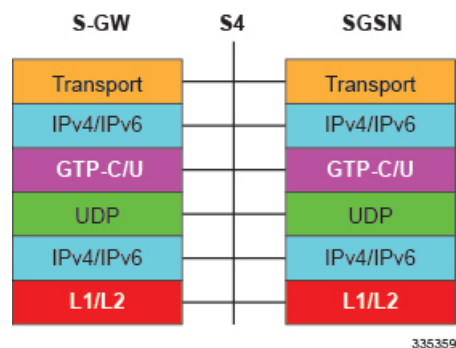 S-GW S4 SGSN
Transport Transport
IPv4/IPv6 IPv4/IPv6
GTP-C/U GTP-C/U
UDP UDP
IPv4/IPv6 IPv4/IPv6
L1/L2 L1/L2
335359